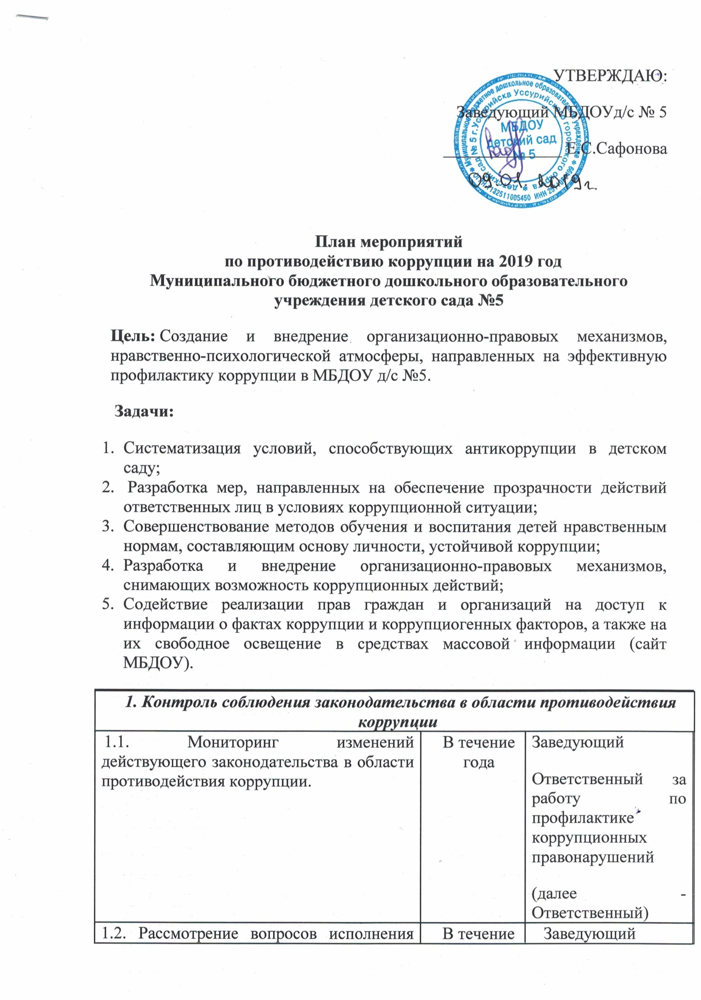 УТВЕРЖДАЮ:
Заведующий МБДОУд/с № 5
Е.С.Сафонова
МБДОУ
детский сад
№ 5
09.01.2019г.
План мероприятий
по противодействию коррупции на 2019 год
Муниципального бюджетного дошкольного образовательного
учреждения детского сада №5
Цель: Создание и внедрение организационно-правовых механизмов,
нравственно-психологической атмосферы, направленных на эффективную
профилактику коррупции в МБДОУ д/с №5.
Задачи:
1. Систематизация условий, способствующих антикоррупции в детском
саду;
2. Разработка мер, направленных на обеспечение прозрачности действий
ответственных лиц в условиях коррупционной ситуации;
3. Совершенствование методов обучения и воспитания детей нравственным
нормам, составляющим основу личности, устойчивой коррупции;
4. Разработка и внедрение организационно-правовых механизмов,
снимающих возможность коррупционных действий;
5. Содействие реализации прав граждан и организаций на доступ к
информации о фактах коррупции и коррупциогенных факторов, а также на
их свободное освещение в средствах массовой информации (сайт
МБДОУ).
1. Контроль соблюдения законодательства в области противодействия
коррупции
1.1. Мониторинг изменений
действующего законодательства в области
противодействия коррупции.
В течение
года
Заведующий
Ответственный за
работу по
профилактике
коррупционных
правонарушений
(далее -
Ответственный)
1.2. Рассмотрение вопросов исполнения
В течение
Заведующий